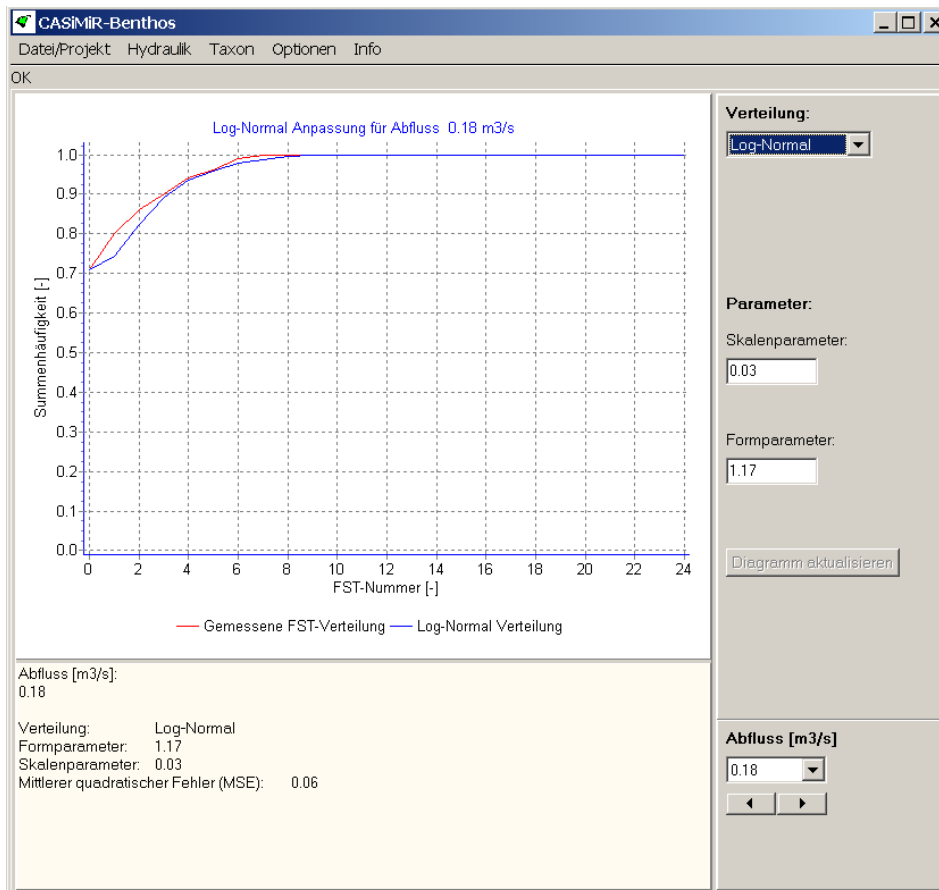 CASiMiR-Benthos
Datei/Projekt Hydraulik Taxon Optionen Info
OK
Log-Normal Anpassung für Abfluss 0.18 m3/s
1.0
0.9
0.8
0.7
0.6
0.5
0.4
0.3
0.2
0.1
0.0
Summenhäufigkeit [-]
0 2 4 6 8 10 12 14 16 18 20 22 24
FST-Nummer [-]
Gemessene FST-Verteilung Log-Normal Verteilung
Verteilung:
Log-Normal
Parameter:
Skalenparameter:
0.03
Formparameter:
1.17
Diagramm aktualisieren
Abfluss [m3/s]:
0.18
Verteilung: Log-Normal
Formparameter: 1.17
Skalenparameter: 0.03
Mittlerer quadratischer Fehler (MSE): 0.06
Abfluss [m3/s]
0.18